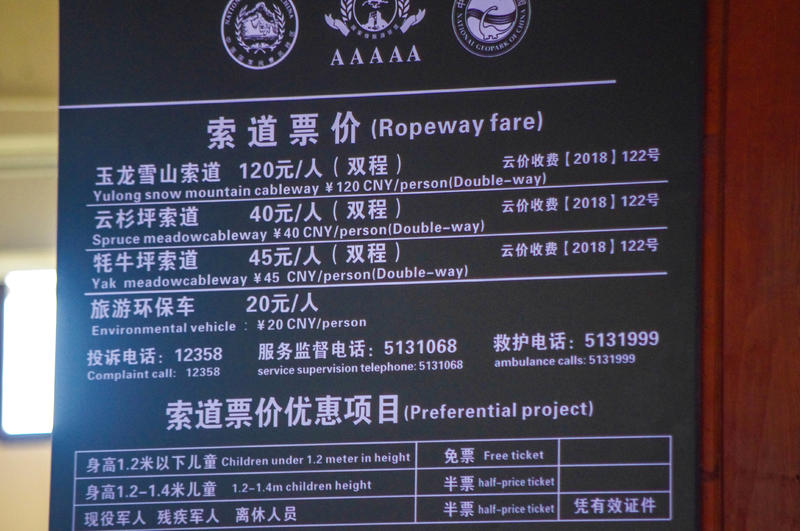 AAAAA
NATIONAL GEOPARK OF CHINA
索道票价 (Ropeway fare)
玉龙雪山索道 120元/人（双程） 云价收费【2018】122号
Yulong snow mountain cableway ￥120 CNY/person(Double-way)
云杉坪索道 40元/人（双程） 云价收费【2018】122号
Spruce meadowcableway ￥40 CNY/person(Double-way)
牦牛坪索道 45元/人（双程） 云价收费【2018】122号
Yak meadowcableway ￥45 CNY/person(Double-way)
旅游环保车 20元/人
Environmental vehicle : ￥20 CNY/person
投诉电话：12358 服务监督电话：5131068 救护电话：5131999
Complaint call: 12358 service supervision telephone: 5131068 ambulance calls: 5131999
索道票价优惠项目(Preferential project)
身高1.2米以下儿童 Children under 1.2 meter in height 免票 Free ticket
身高1.2-1.4米儿童 1.2-1.4m children height 半票 half-price ticket
现役军人 残疾军人 离休人员 半票 half-price ticket 凭有效证件